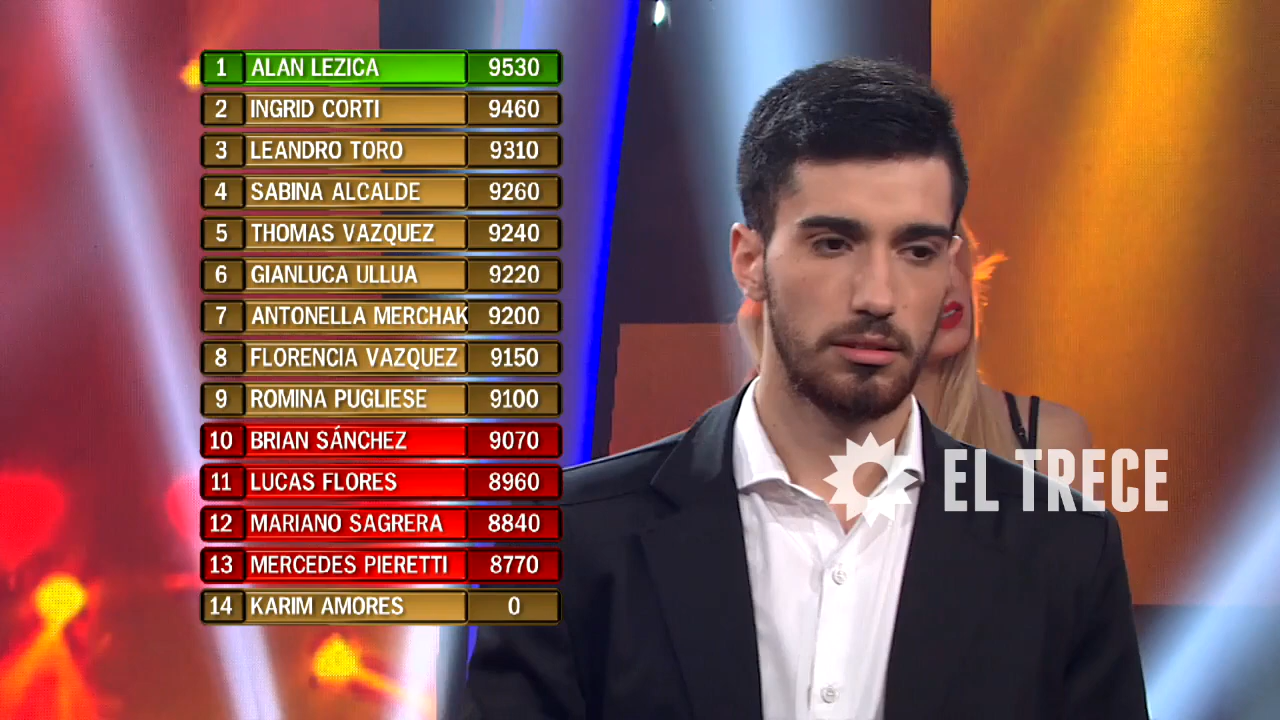 1 ALAN LEZICA 9530
2 INGRID CORTI 9460
3 LEANDRO TORO 9310
4 SABINA ALCALDE 9260
5 THOMAS VAZQUEZ 9240
6 GIANLUCA ULLUA 9220
7 ANTONELLA MERCHAK 9200
8 FLORENCIA VAZQUEZ 9150
9 ROMINA PUGLIESE 9100
10 BRIAN SÁNCHEZ 9070
11 LUCAS FLORES 8960
12 MARIANO SAGRERA 8840
13 MERCEDES PIERETTI 8770
14 KARIM AMORES 0
EL TRECE